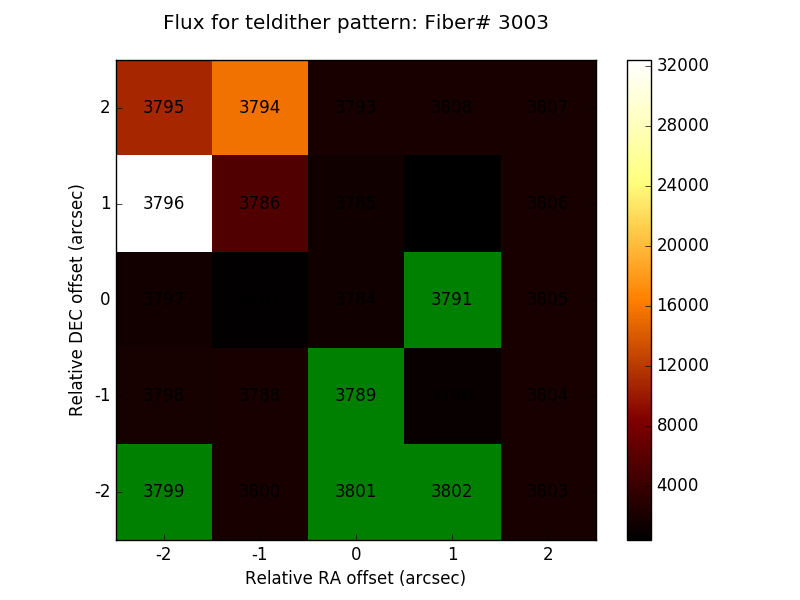 Flux for teldither pattern: Fiber# 3003
Relative DEC offset (arcsec)
2
1
0
-1
-2
3795 3794 3793 3808 3807
3796 3786 3785 3806
3797 3784 3791 3805
3798 3788 3789 3804
3799 3800 3801 3802 3803
-2 -1 0 1 2
Relative RA offset (arcsec)
32000
28000
24000
20000
16000
12000
8000
4000